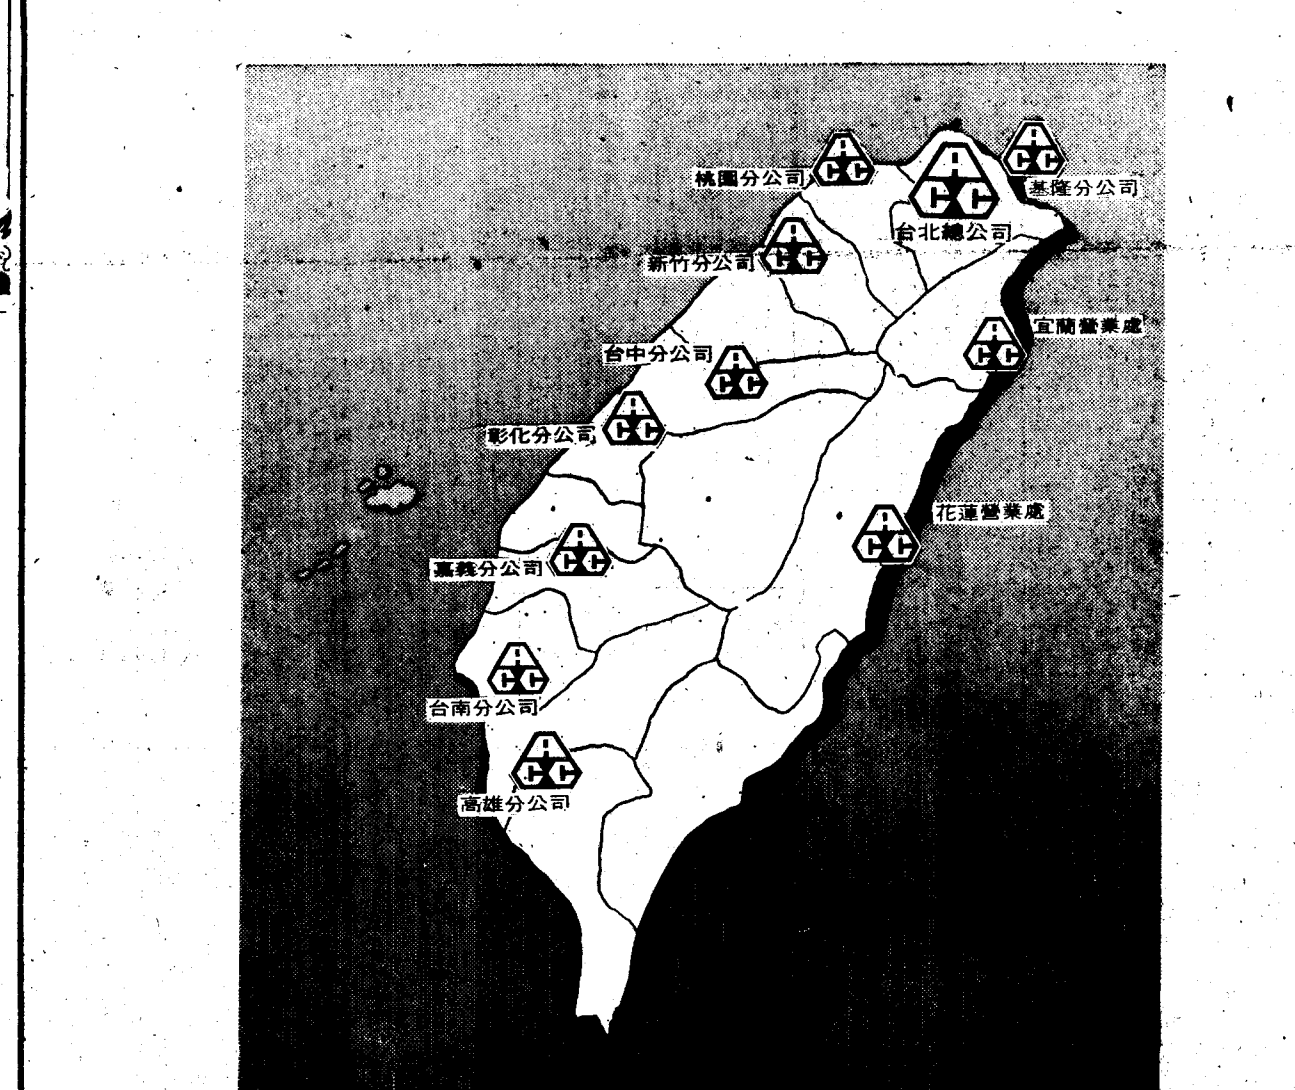 桃園分公司
基隆分公司
台北總公司
新竹分公司
宜蘭營業處
台中分公司
彰化分公司
花蓮營業處
嘉義分公司
台南分公司
高雄分公司